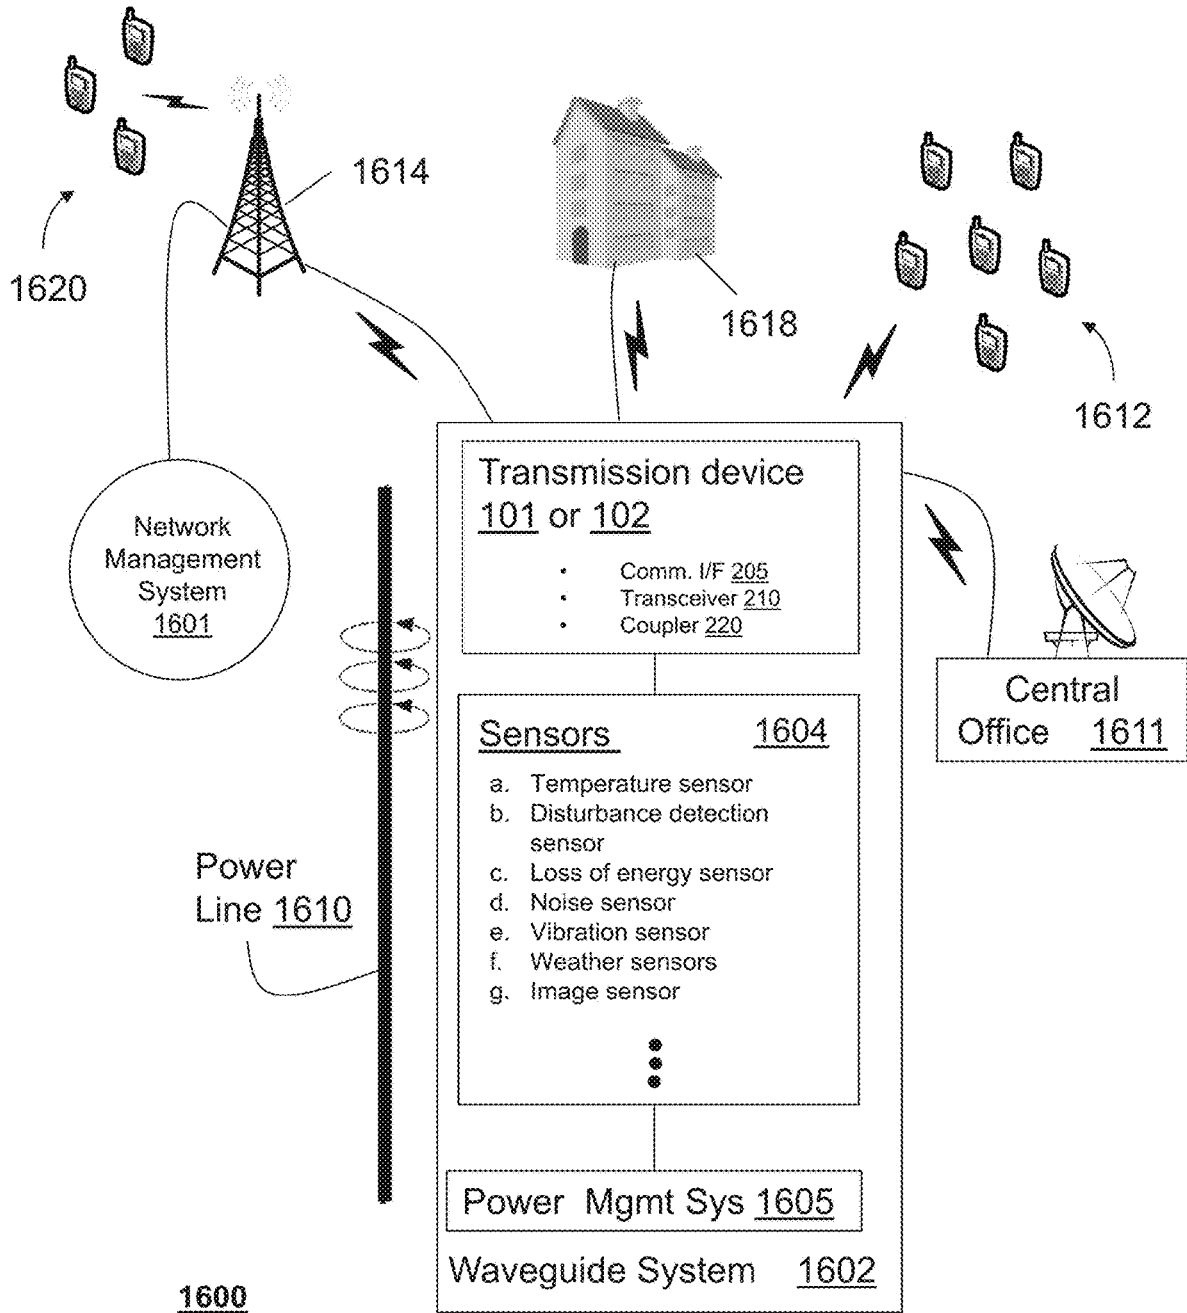 1614
1620
1618
1612
Transmission device
101 or 102
• Comm. I/F 205
• Transceiver 210
• Coupler 220
Network
Management
System
1601
Central
Office 1611
Sensors 1604
a. Temperature sensor
b. Disturbance detection
sensor
c. Loss of energy sensor
d. Noise sensor
e. Vibration sensor
f. Weather sensors
g. Image sensor
Power
Line 1610
Power Mgmt Sys 1605
Waveguide System 1602
1600